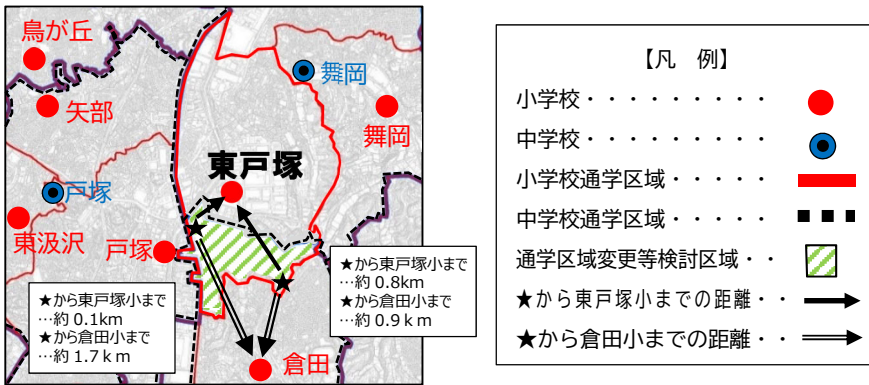 鳥が丘
矢部
舞岡
舞岡
東戸塚
戸塚
東汲沢
戸塚
倉田
★から東戸塚小まで
…約 0.1km
★から倉田小まで
…約 1.7ｋｍ
★から東戸塚小まで
…約 0.8km
★から倉田小まで
…約 0.9ｋｍ
【凡 例】
小学校・・・・・・・・・
中学校・・・・・・・・・
小学校通学区域・・・・・
中学校通学区域・・・・・
通学区域変更等検討区域・・
★から東戸塚小までの距離・・
★から倉田小までの距離・・